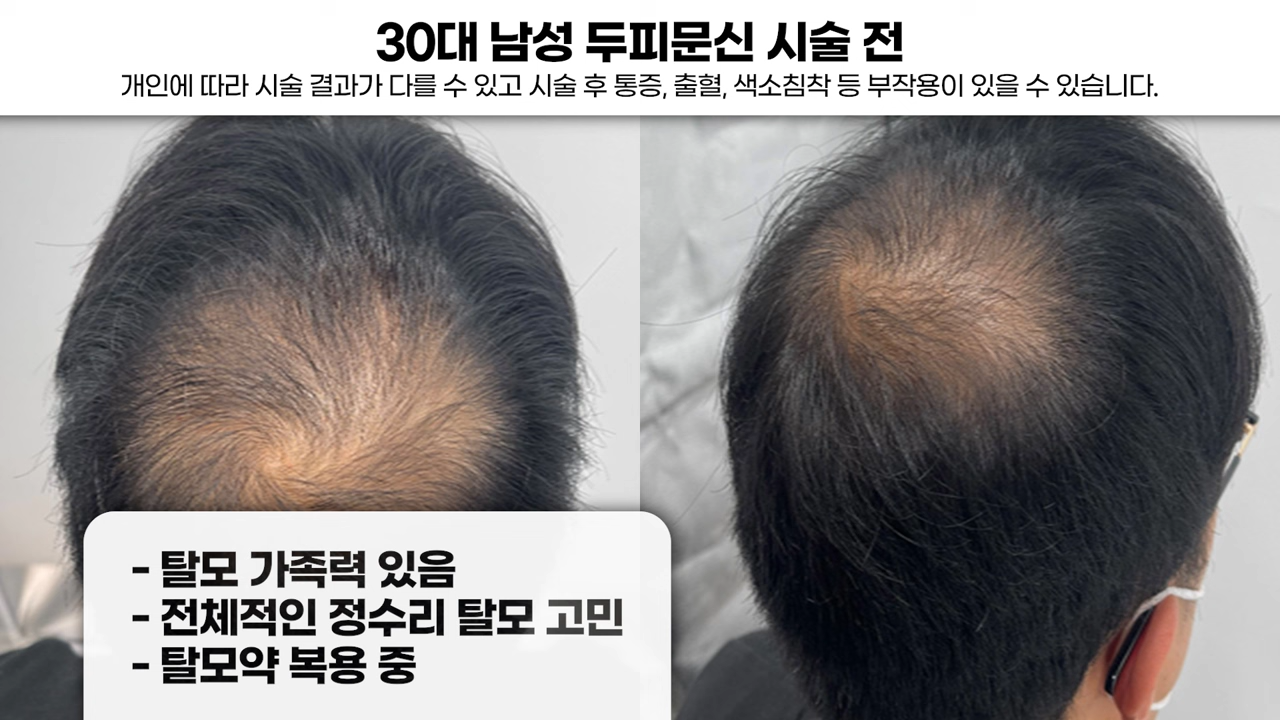 30대 남성 두피문신 시술 전
개인에 따라 시술 결과가 다를 수 있고 시술 후 통증, 출혈, 색소침착 등 부작용이 있을 수 있습니다.
- 탈모 가족력 있음
- 전체적인 정수리 탈모 고민
- 탈모약 복용 중